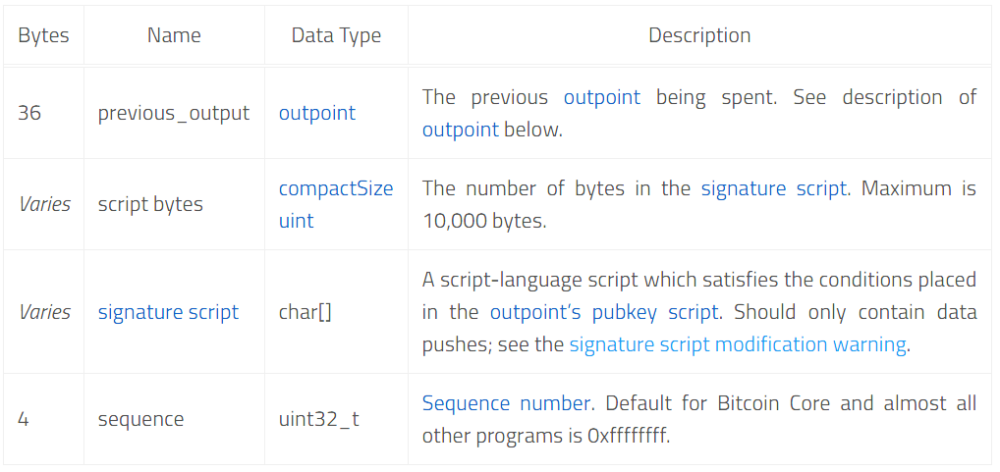 Bytes Name Data Type Description
36 previous_output outpoint The previous outpoint being spent. See description of
outpoint below.
Varies script bytes compactSize The number of bytes in the signature script. Maximum is
uint 10,000 bytes.
A script-language script which satisfies the conditions placed
Varies signature script char[] in the outpoint’s pubkey script. Should only contain data
pushes; see the signature script modification warning.
4 sequence uint32_t Sequence number. Default for Bitcoin Core and almost all
other programs is 0xffffffff.